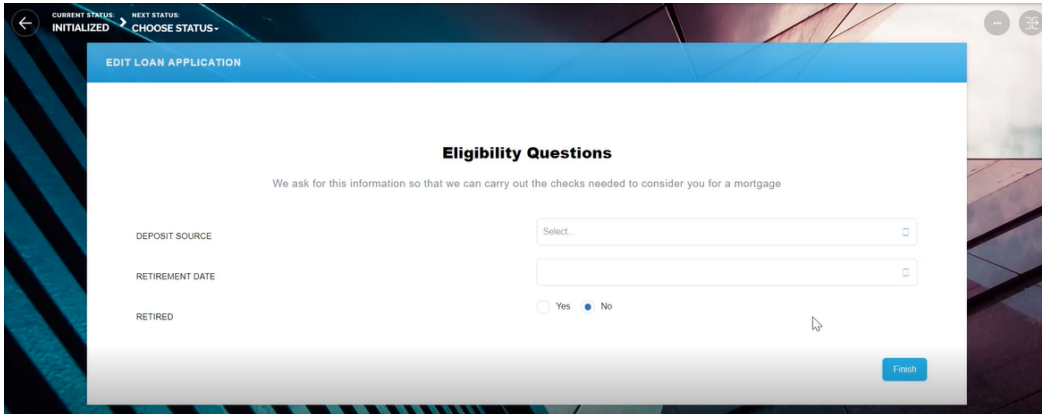 CURRENT STATUS: NEXT STATUS:
INITIALIZED CHOOSE STATUS
EDIT LOAN APPLICATION
Eligibility Questions
We ask for this information so that we can carry out the checks needed to consider you for a mortgage
DEPOSIT SOURCE Select...
RETIREMENT DATE
RETIRED Yes No
Finish